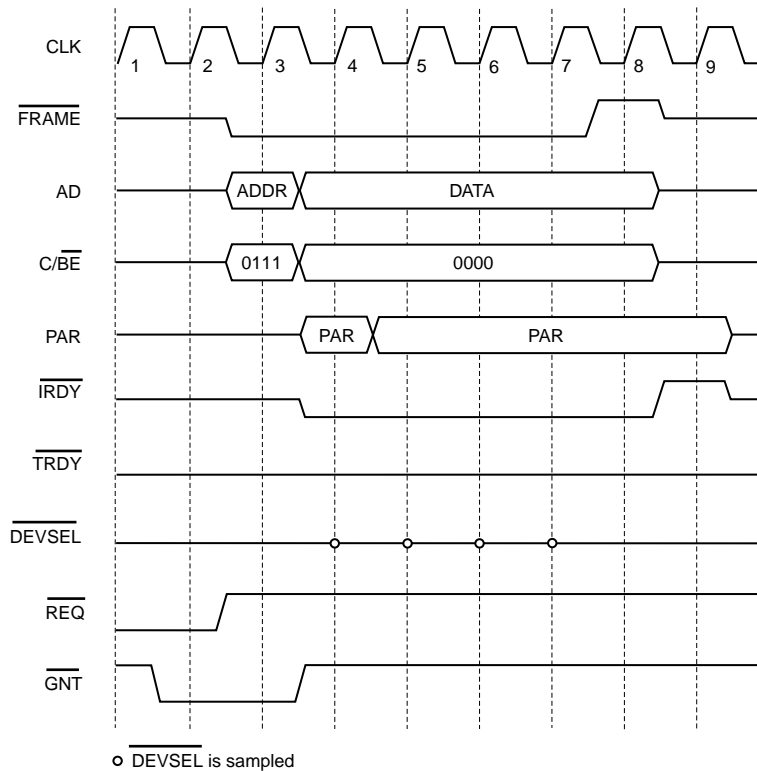 CLK
1 2 3 4 5 6 7 8 9
FRAME
AD ADDR DATA
C/BE 0111 0000
PAR PAR PAR
IRDY
TRDY
DEVSEL
REQ
GNT
DEVSEL is sampled